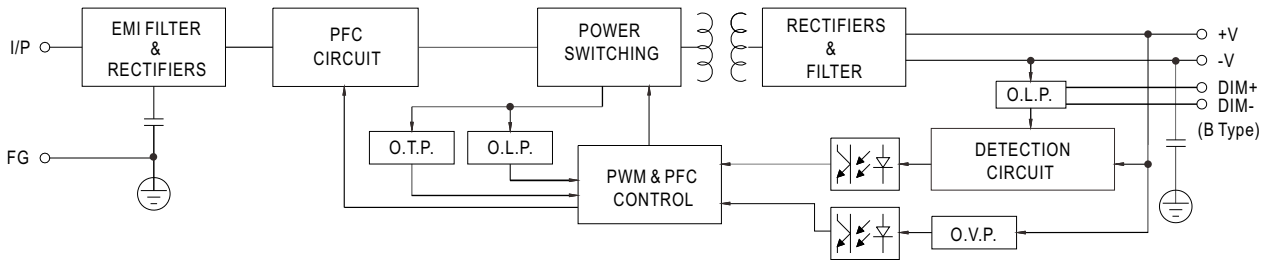 I/P
EMI FILTER
&
RECTIFIERS
PFC
CIRCUIT
POWER
SWITCHING
RECTIFIERS
&
FILTER
+V
-V
DIM+
DIM-
(B Type)
O.L.P.
FG
O.T.P.
O.L.P.
PWM & PFC
CONTROL
DETECTION
CIRCUIT
O.V.P.